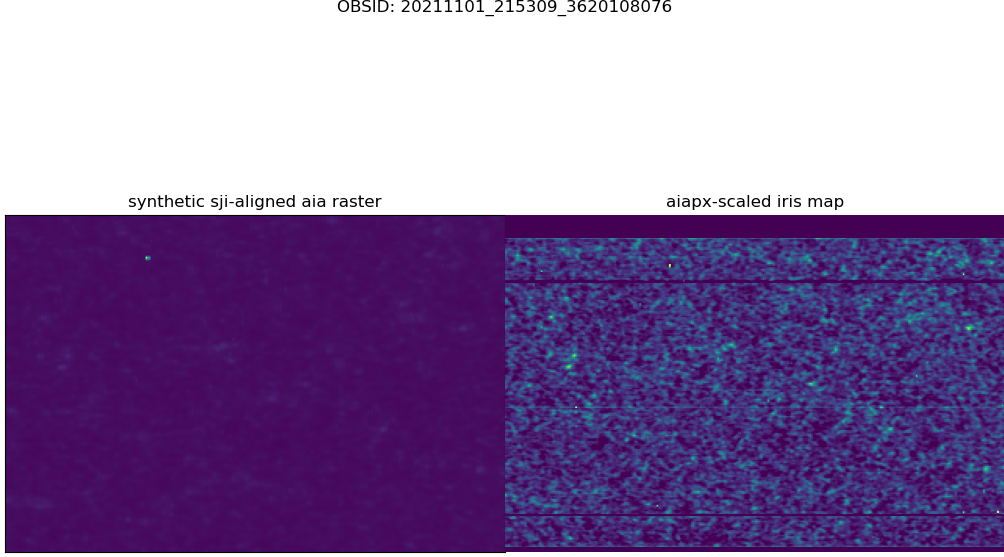 OBSID: 20211101_215309_3620108076
synthetic sji-aligned aia raster
aiapx-scaled iris map